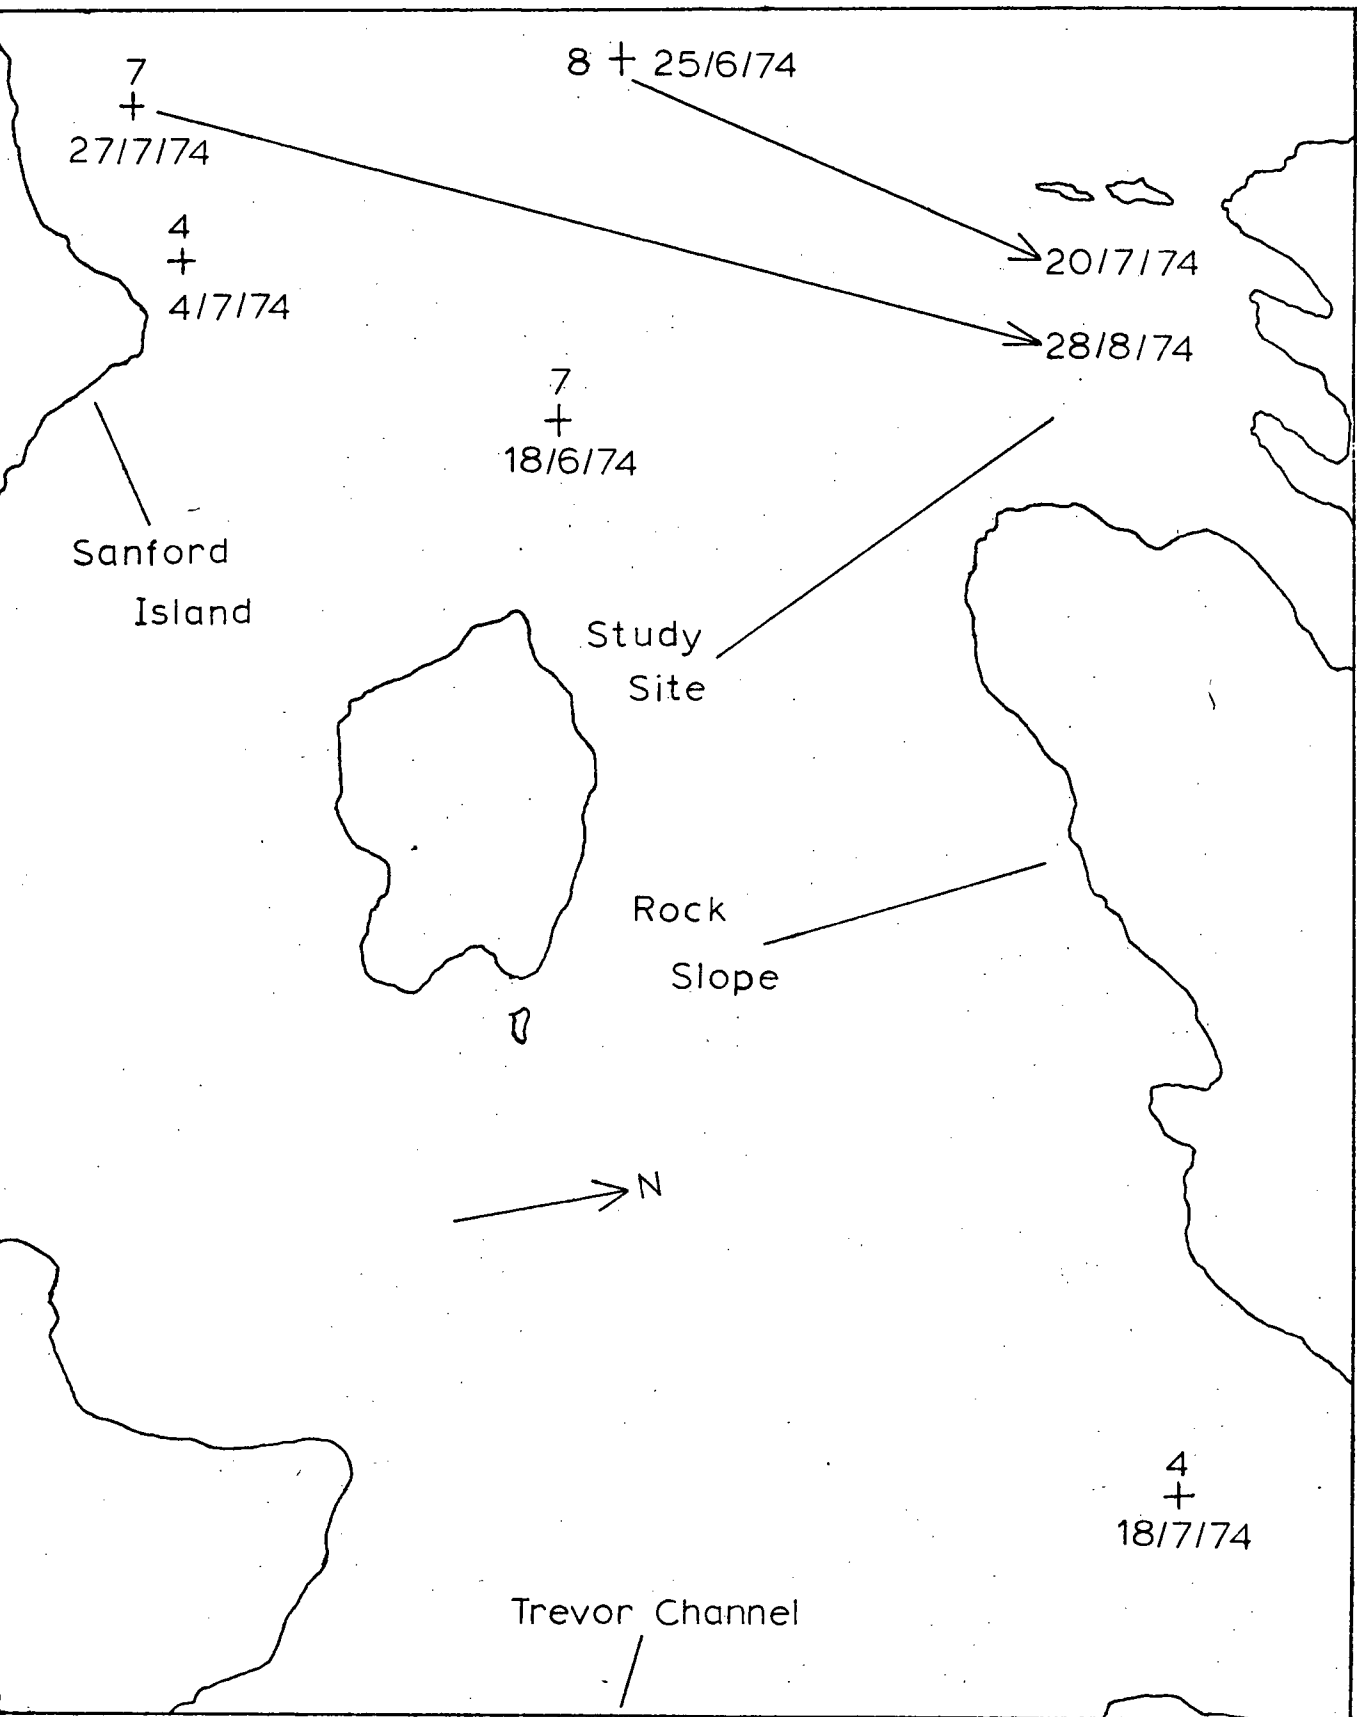 8 + 25/6/74
7
+
27/7/74
4
+
4/7/74
20/7/74
28/8/74
7
+
18/6/74
Sanford
Island
Study
Site
Rock
Slope
N
4
+
18/7/74
Trevor Channel